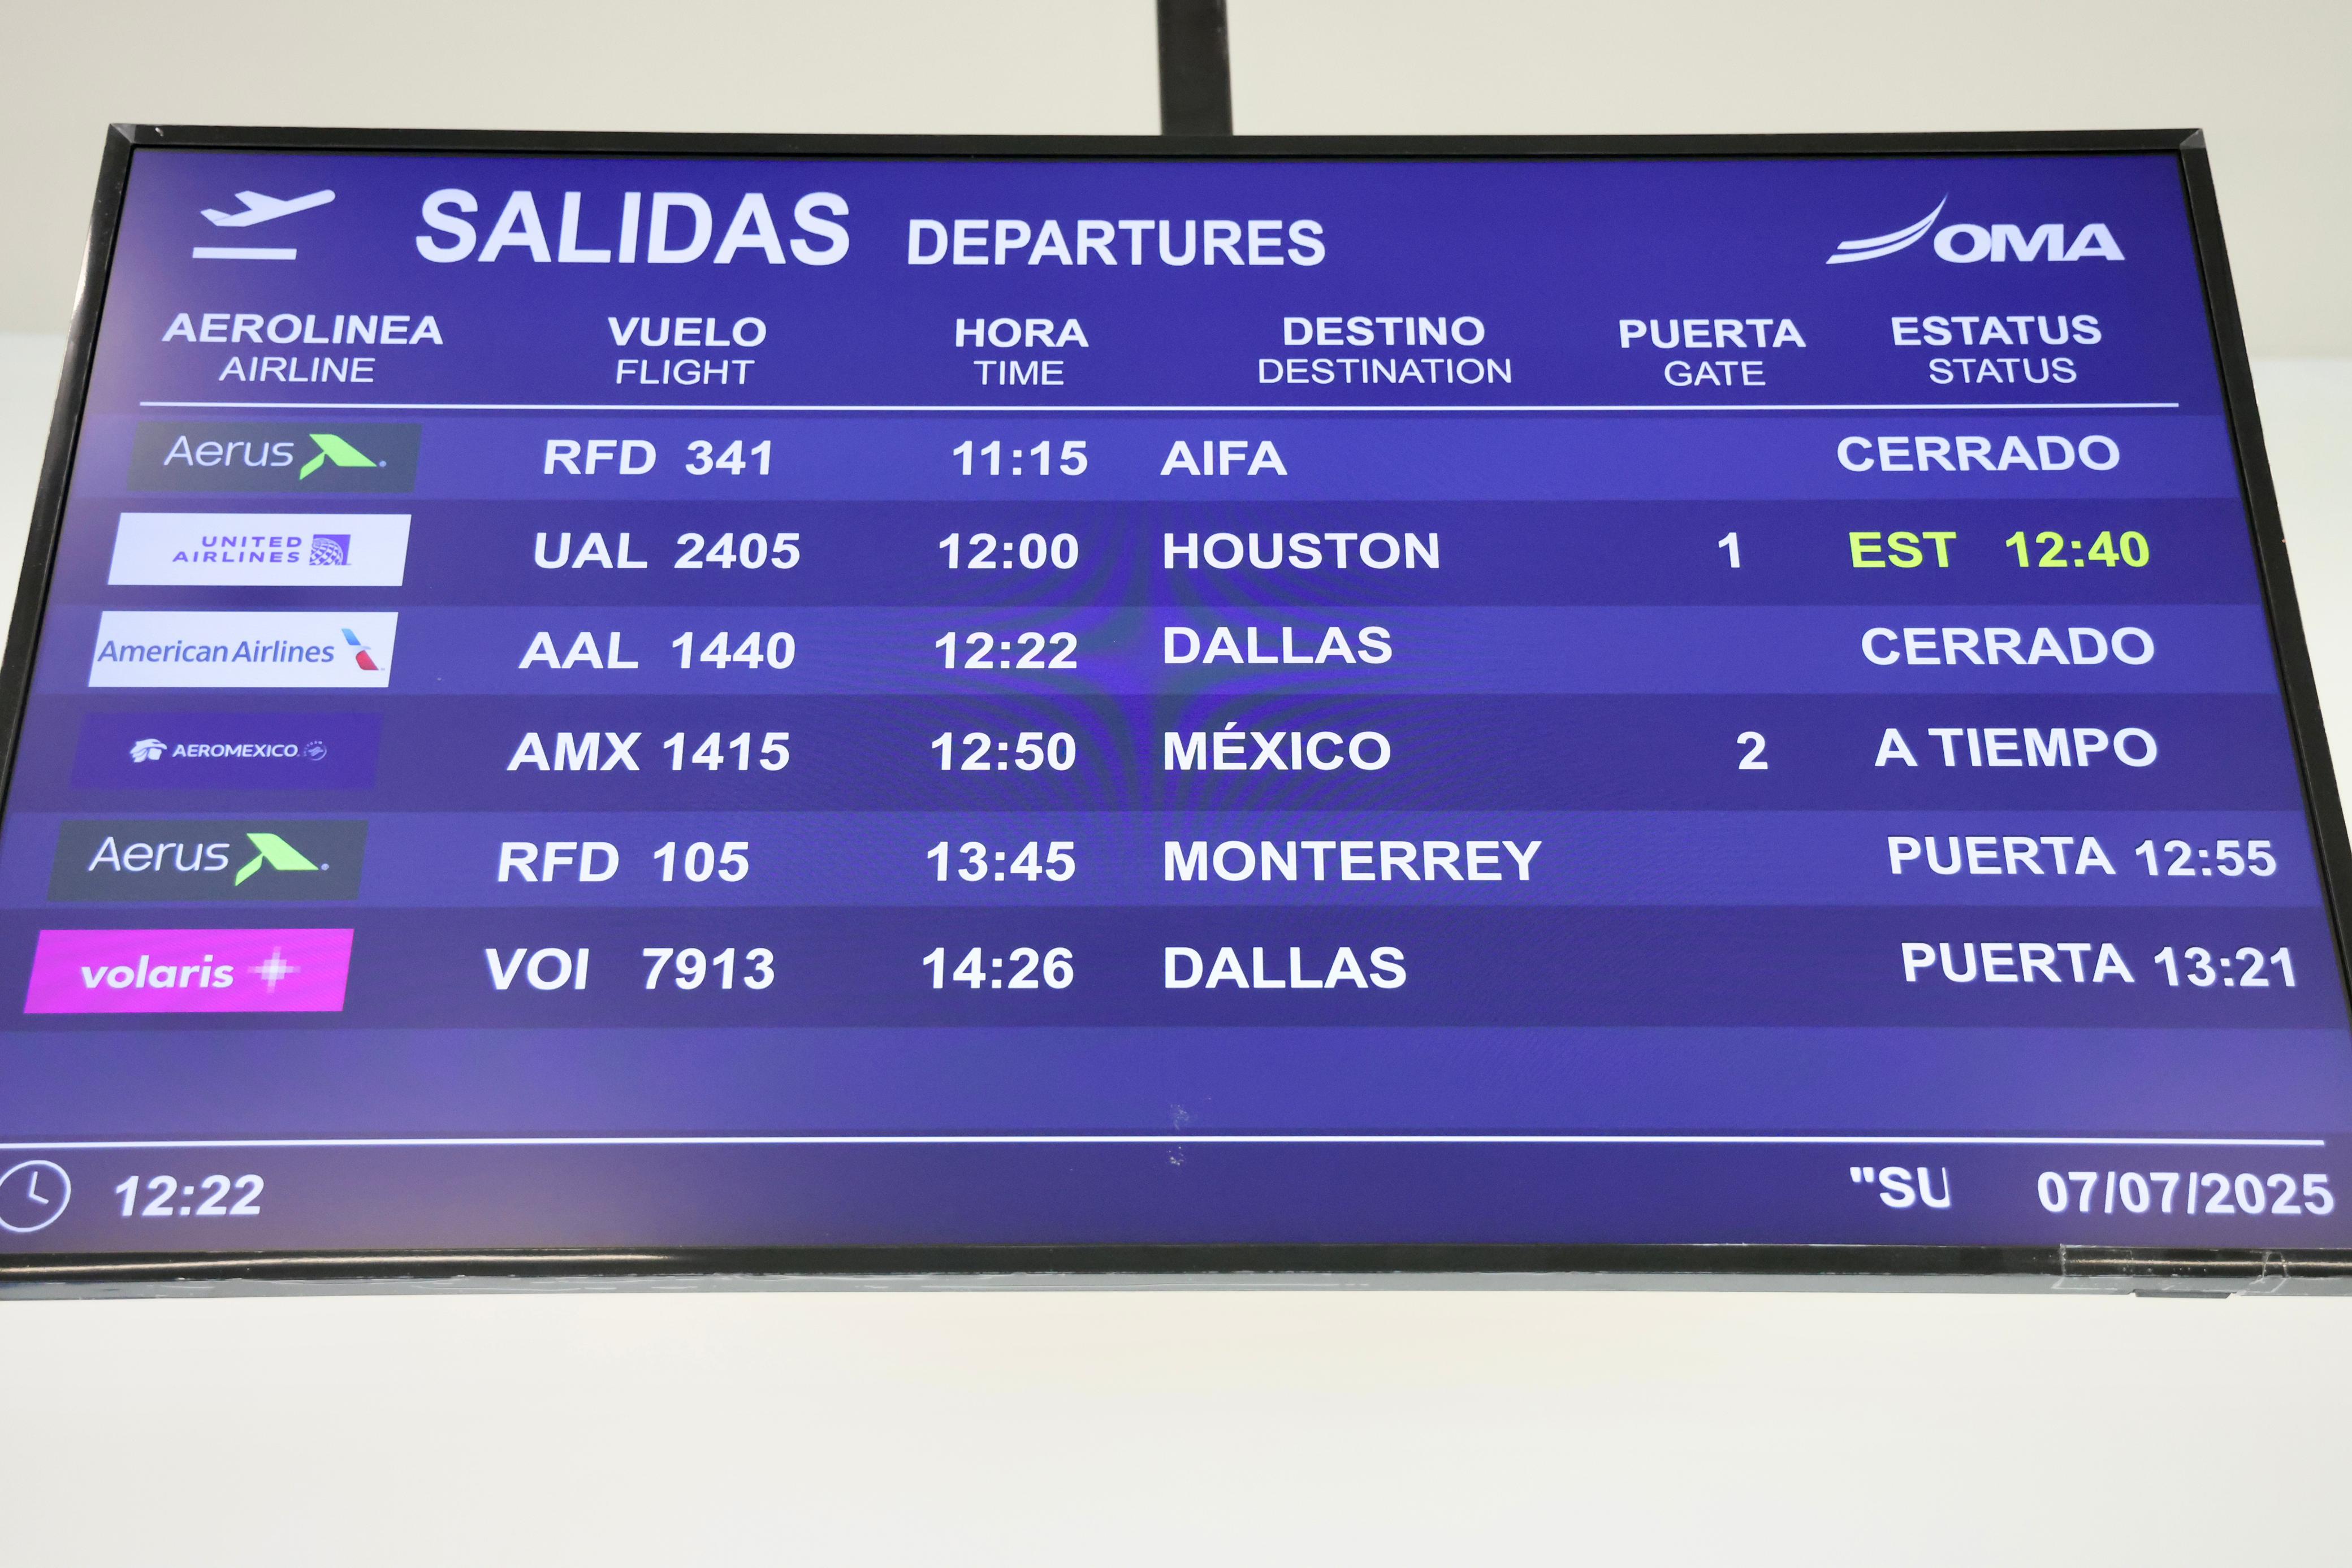 SALIDAS DEPARTURES OMA
AEROLINEA VUELO HORA DESTINO PUERTA ESTATUS
AIRLINE FLIGHT TIME DESTINATION GATE STATUS
Aerus RFD 341 11:15 AIFA CERRADO
UNITED AIRLINES UAL 2405 12:00 HOUSTON 1 EST 12:40
American Airlines AAL 1440 12:22 DALLAS CERRADO
AEROMEXICO AMX 1415 12:50 MÉXICO 2 A TIEMPO
Aerus RFD 105 13:45 MONTERREY PUERTA 12:55
volaris VOI 7913 14:26 DALLAS PUERTA 13:21
12:22 "SU 07/07/2025